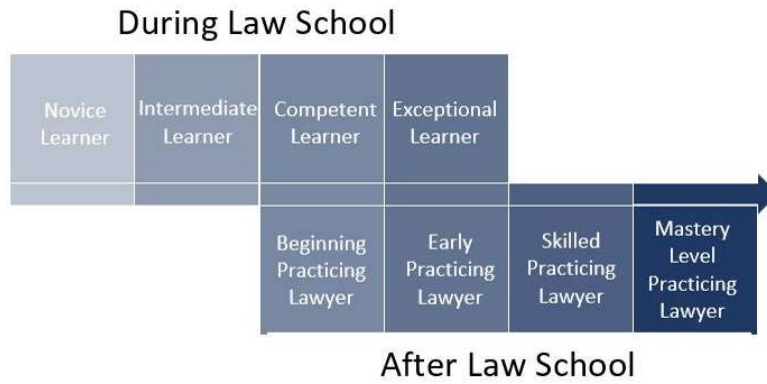 During Law School
Novice
Learner
Intermediate
Learner
Competent
Learner
Exceptional
Learner
Beginning
Practicing
Lawyer
Early
Practicing
Lawyer
Skilled
Practicing
Lawyer
Mastery
Level
Practicing
Lawyer
After Law School